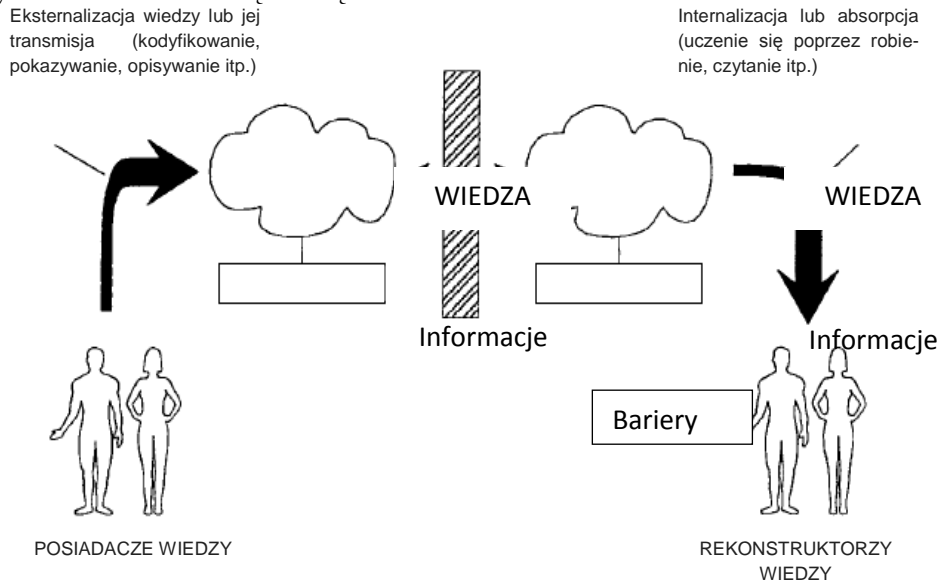 Eksternalizacja wiedzy lub jej
transmisja (kodyfikowanie,
pokazywanie, opisywanie itp.)
Internalizacja lub absorpcja
(uczenie się poprzez robie-
nie, czytanie itp.)
WIEDZA
WIEDZA
Informacje
Informacje
Bariery
POSIADACZE WIEDZY
REKONSTRUKTORZY
WIEDZY